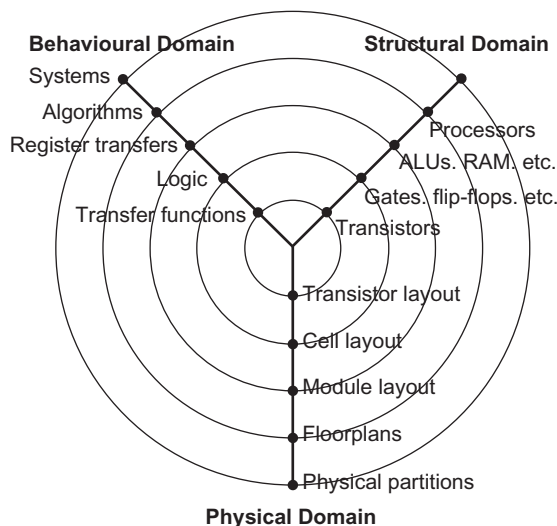 Behavioural Domain
Structural Domain
Systems
Algorithms
Register transfers
Logic
Transfer functions
Processors
ALUs. RAM. etc.
Gates. flip-flops. etc.
Transistors
Transistor layout
Cell layout
Module layout
Floorplans
Physical partitions
Physical Domain